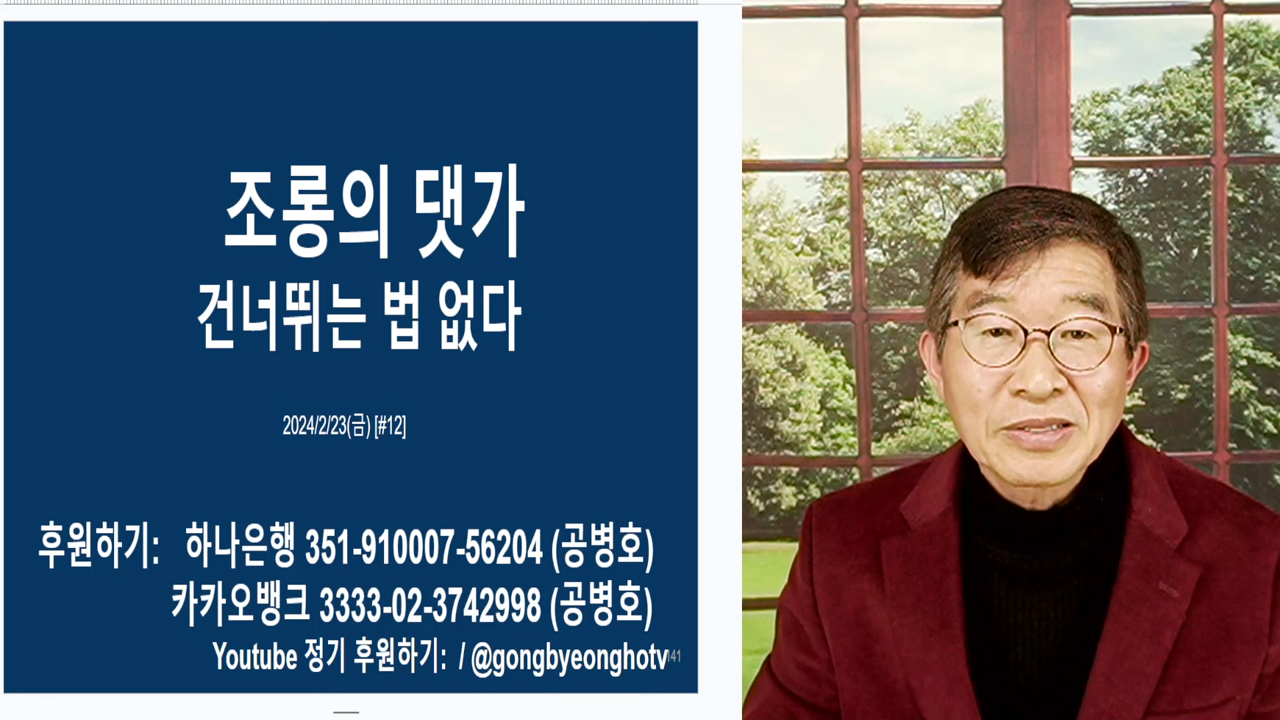 조롱의 댓가
건너뛰는 법 없다
2024/2/23(금) [#12]
후원하기: 하나은행 351-910007-56204 (공병호)
카카오뱅크 3333-02-3742998 (공병호)
Youtube 정기 후원하기: / @gongbyeonghotv
141